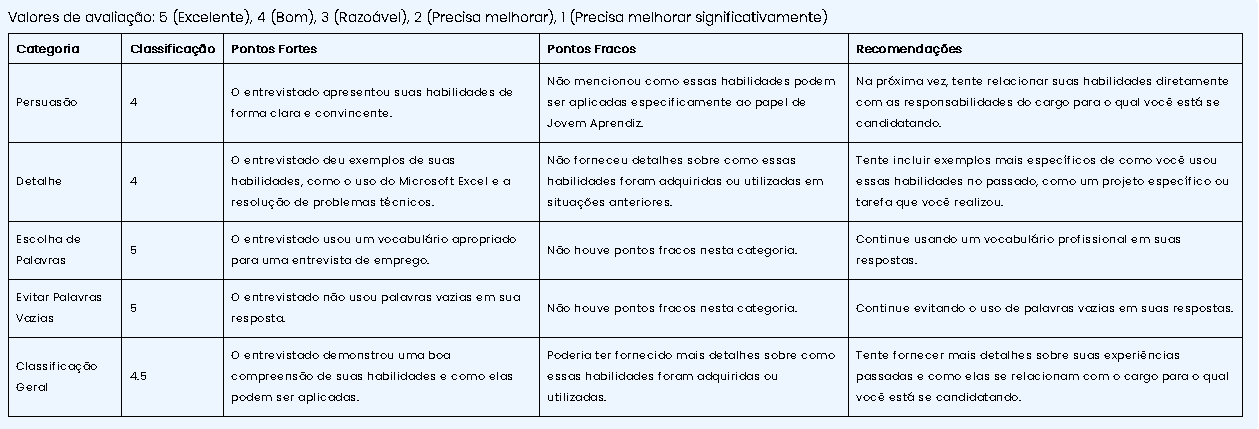 Valores de avaliação: 5 (Excelente), 4 (Bom), 3 (Razoável), 2 (Precisa melhorar), 1 (Precisa melhorar significativamente)
Categoria Classificação Pontos Fortes Pontos Fracos Recomendações
Persuasão
4
O entrevistado apresentou suas habilidades de
forma clara e convincente.
Não mencionou como essas habilidades podem
ser aplicadas especificamente ao papel de
Jovem Aprendiz.
Na próxima vez, tente relacionar suas habilidades diretamente
com as responsabilidades do cargo para o qual você está se
candidatando.
Detalhe
4
O entrevistado deu exemplos de suas
habilidades, como o uso do Microsoft Excel e a
resolução de problemas técnicos.
Não forneceu detalhes sobre como essas
habilidades foram adquiridas ou utilizadas em
situações anteriores.
Tente incluir exemplos mais específicos de como você usou
essas habilidades no passado, como um projeto específico ou
tarefa que você realizou.
Escolha de
Palavras
5
O entrevistado usou um vocabulário apropriado
para uma entrevista de emprego.
Não houve pontos fracos nesta categoria.
Continue usando um vocabulário profissional em suas
respostas.
Evitar Palavras
Vazias
5
O entrevistado não usou palavras vazias em sua
resposta.
Não houve pontos fracos nesta categoria.
Continue evitando o uso de palavras vazias em suas respostas.
Classificação
Geral
4.5
O entrevistado demonstrou uma boa
compreensão de suas habilidades e como elas
podem ser aplicadas.
Poderia ter fornecido mais detalhes sobre como
essas habilidades foram adquiridas ou
utilizadas.
Tente fornecer mais detalhes sobre suas experiências
passadas e como elas se relacionam com o cargo para o qual
você está se candidatando.